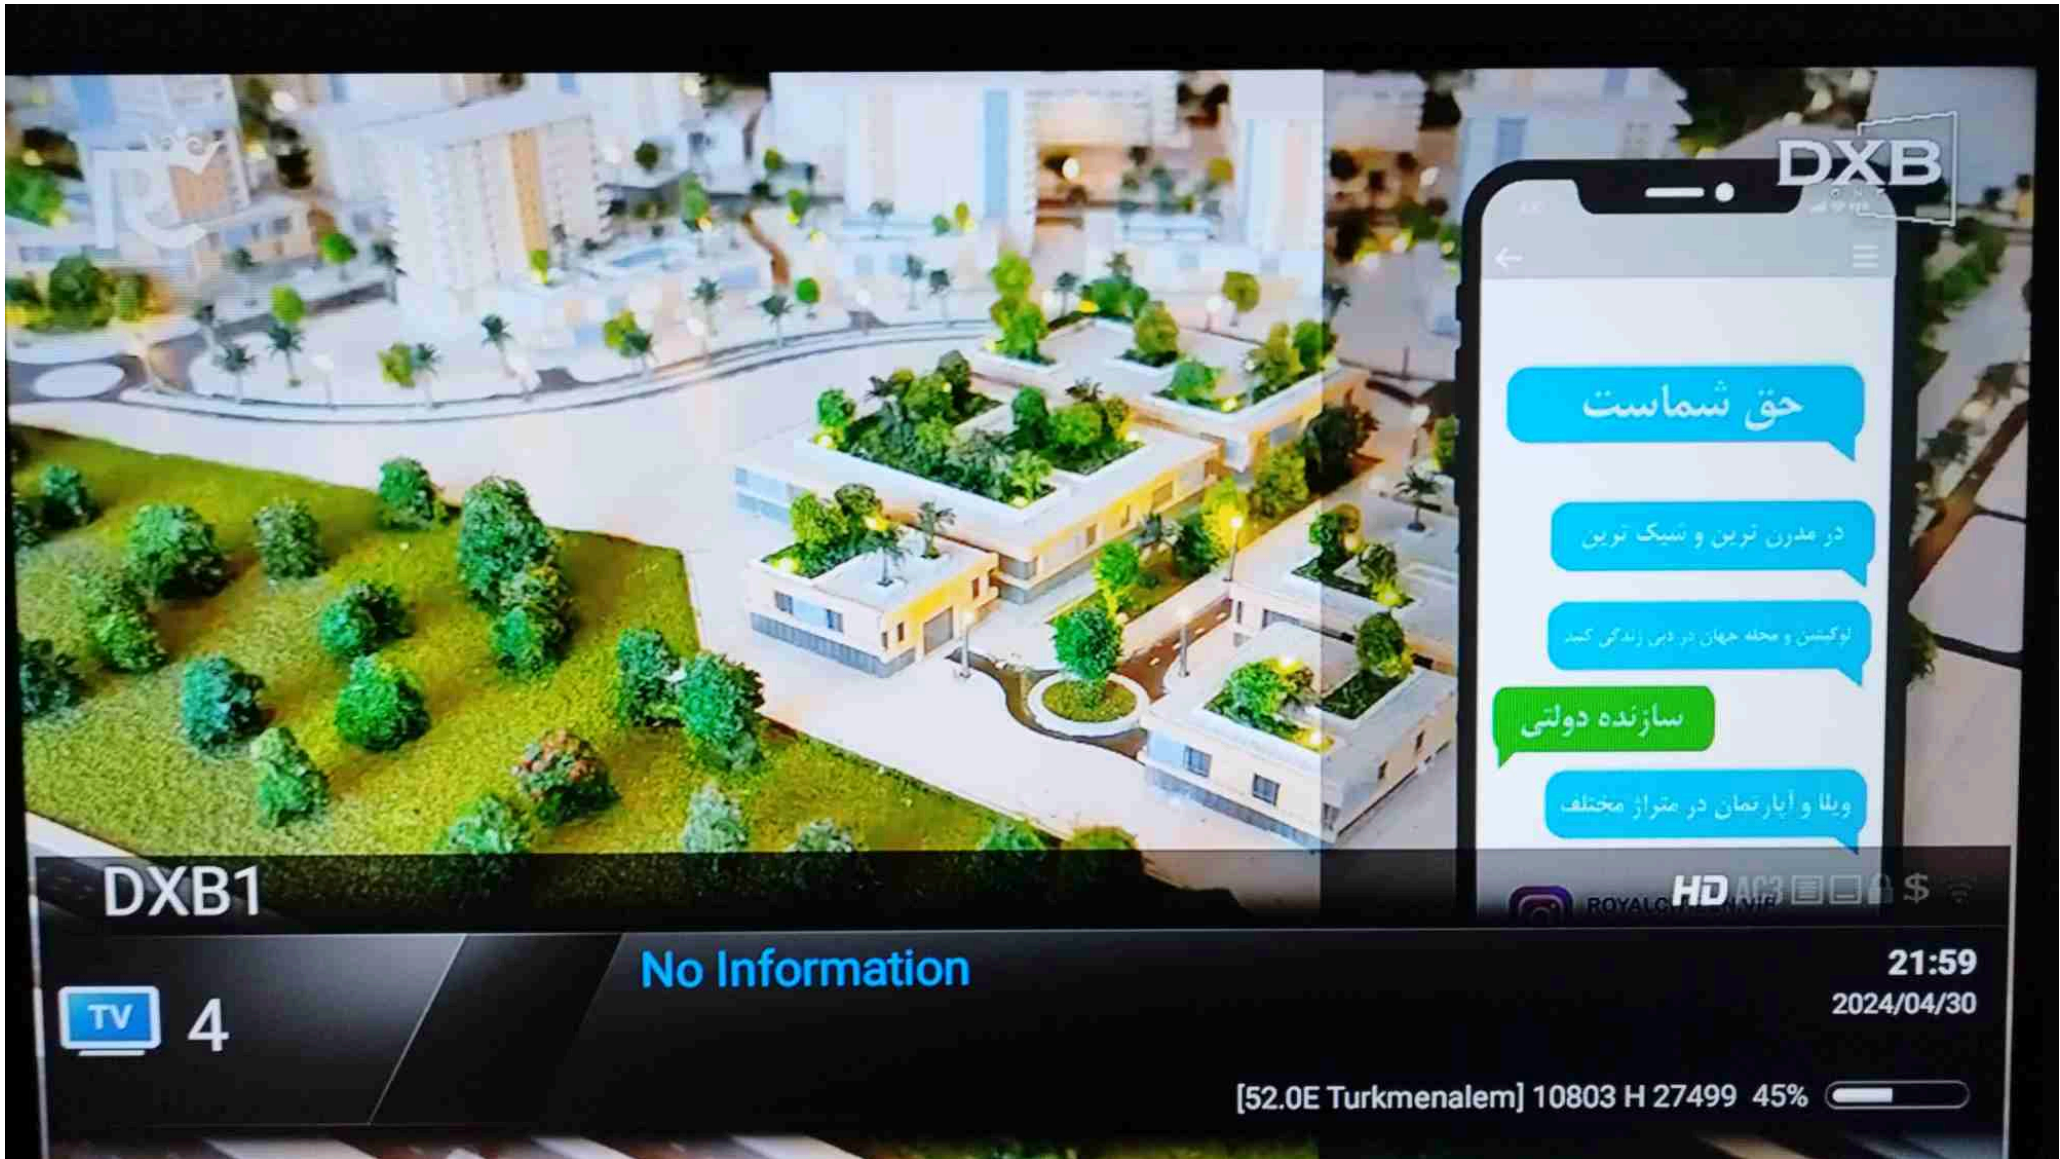 DXB
ONE
حق شماست
در مدرن ترین و شیک ترین
لوکیشن و محله جهان در دبی زندگی کنید
سازنده دولتی
ویلا و آپارتمان در متراژ مختلف
DXB1
HD AC3 $
No Information
21:59
2024/04/30
TV 4
[52.0E Turkmenalem] 10803 H 27499 45%